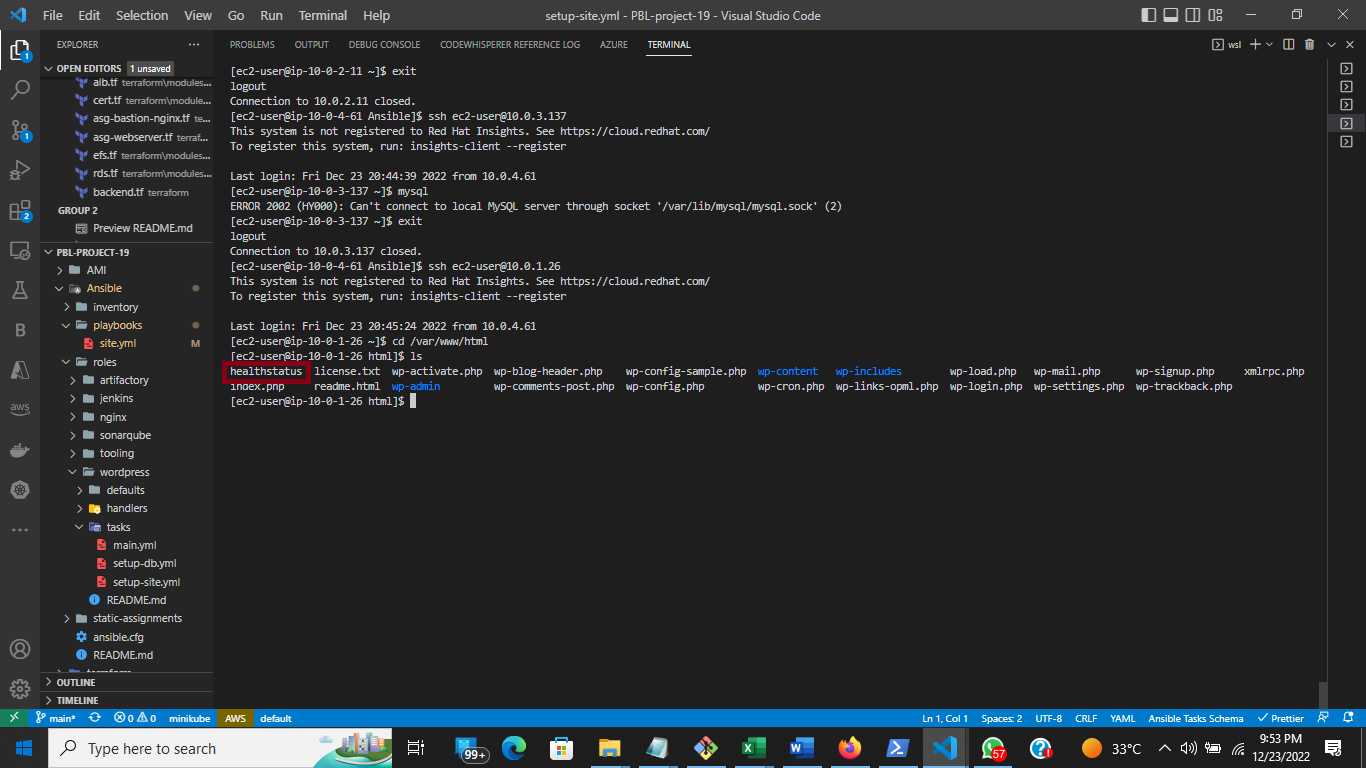 File Edit Selection View Go Run Terminal Help
setup-site.yml - PBL-project-19 - Visual Studio Code
EXPLORER
OPEN EDITORS 1 unsaved
alb.tf terraform\modules...
cert.tf terraform\module...
asg-bastion-nginx.tf te...
asg-webserver.tf terraf...
efs.tf terraform\modules...
rds.tf terraform\modules...
backend.tf terraform
GROUP 2
Preview README.md
PBL-PROJECT-19
AMI
Ansible
inventory
playbooks
site.yml M
roles
artifactory
jenkins
nginx
sonarqube
tooling
wordpress
defaults
handlers
tasks
main.yml
setup-db.yml
setup-site.yml
README.md
static-assignments
ansible.cfg
README.md
terraform
OUTLINE
TIMELINE
PROBLEMS OUTPUT DEBUG CONSOLE CODEWHISPERER REFERENCE LOG AZURE TERMINAL
wsl
[ec2-user@ip-10-0-2-11 ~]$ exit
logout
Connection to 10.0.2.11 closed.
[ec2-user@ip-10-0-4-61 Ansible]$ ssh ec2-user@10.0.3.137
This system is not registered to Red Hat Insights. See https://cloud.redhat.com/
To register this system, run: insights-client --register
Last login: Fri Dec 23 20:44:39 2022 from 10.0.4.61
[ec2-user@ip-10-0-3-137 ~]$ mysql
ERROR 2002 (HY000): Can't connect to local MySQL server through socket '/var/lib/mysql/mysql.sock' (2)
[ec2-user@ip-10-0-3-137 ~]$ exit
logout
Connection to 10.0.3.137 closed.
[ec2-user@ip-10-0-4-61 Ansible]$ ssh ec2-user@10.0.1.26
This system is not registered to Red Hat Insights. See https://cloud.redhat.com/
To register this system, run: insights-client --register
Last login: Fri Dec 23 20:45:24 2022 from 10.0.4.61
[ec2-user@ip-10-0-1-26 ~]$ cd /var/www/html
[ec2-user@ip-10-0-1-26 html]$ ls
healthstatus license.txt wp-activate.php wp-blog-header.php wp-config-sample.php wp-content wp-includes wp-load.php wp-mail.php wp-signup.php xmlrpc.php
index.php readme.html wp-admin wp-comments-post.php wp-config.php wp-cron.php wp-links-opml.php wp-login.php wp-settings.php wp-trackback.php
[ec2-user@ip-10-0-1-26 html]$
main* 0 0 minikube AWS default
Ln 1, Col 1 Spaces: 2 UTF-8 CRLF YAML Ansible Tasks Schema Prettier
Type here to search
99+
57
33°C
9:53 PM
12/23/2022